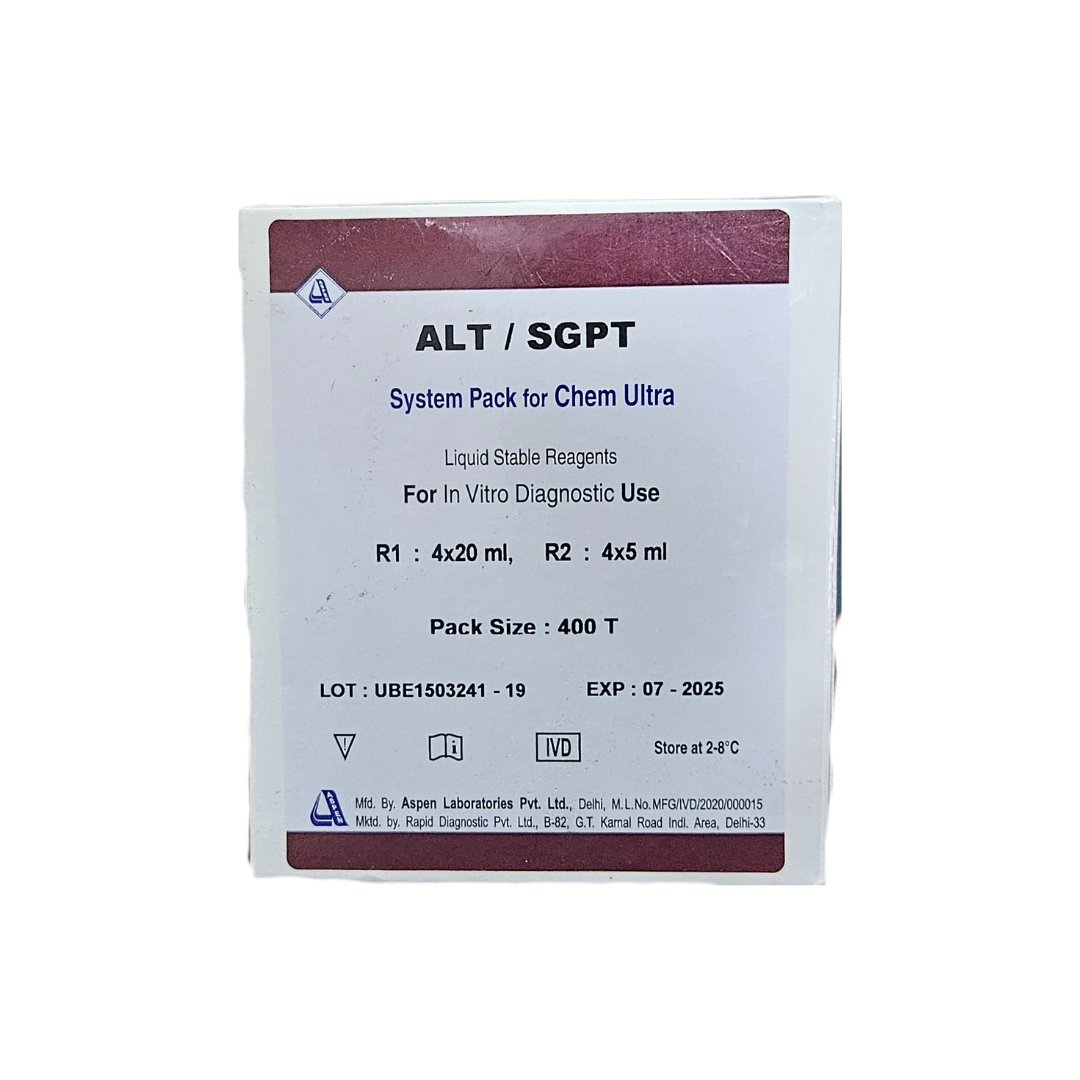 ALT / SGPT
System Pack for Chem Ultra
Liquid Stable Reagents
For In Vitro Diagnostic Use
R1 : 4x20 ml, R2 : 4x5 ml
Pack Size : 400 T
LOT : UBE1503241 - 19 EXP : 07 - 2025
! i IVD Store at 2-8°C
Mfd. By. Aspen Laboratories Pvt. Ltd., Delhi, M.L.No.MFG/IVD/2020/000015
Mktd. by. Rapid Diagnostic Pvt. Ltd., B-82, G.T. Karnal Road Indl. Area, Delhi-33